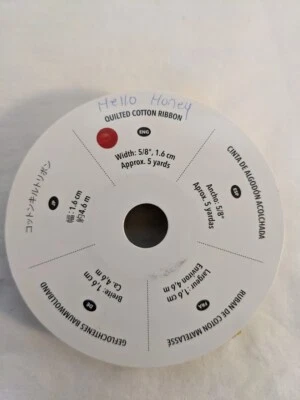 Hello Huney
QUILTED COTTON RIBBON
ENG
Width: 5/8", 1.6 cm
Approx. 5 yards
CINTA DE ALGODÓN ACOLCHADA
ESP
Ancho: 5/8"
Aprox. 5 yardas
RUBAN DE COTON MATELASSÉ
FRA
Largeur: 1,6 cm
Environ 4,6 m
GEFLOCHTENES BAUMWOLLBAND
DE
Breite: 1,6 cm
Ca. 4,6 m
コットンキルトリボン
JP
幅: 1.6 cm
約4.6 m